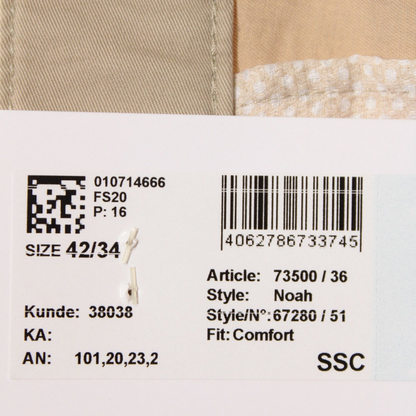 010714666
FS20
P: 16
SIZE 42/34
4062786733745
Article: 73500 / 36
Style: Noah
Style/N°: 67280 / 51
Fit: Comfort
Kunde: 38038
KA:
AN: 101,20,23,2
SSC